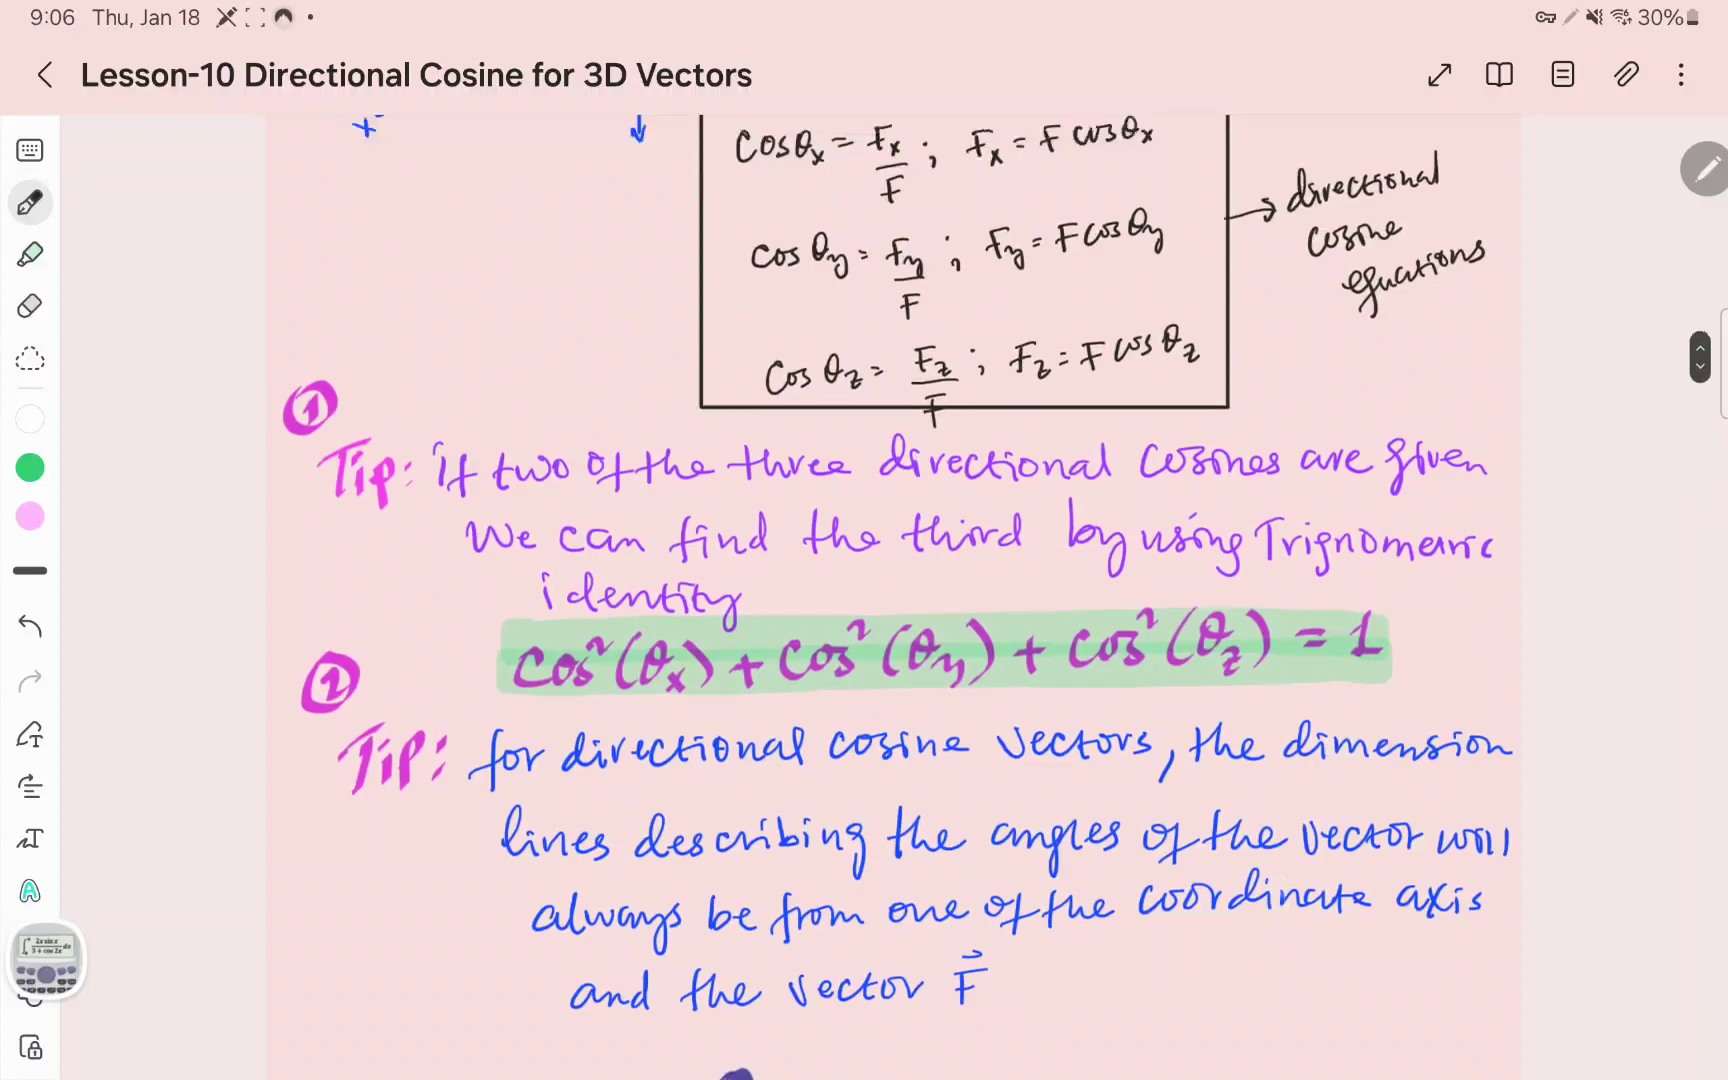 9:06 Thu, Jan 18
30%
Lesson-10 Directional Cosine for 3D Vectors
Cosθx = Fx/F ; Fx = F cosθx
cos θy = Fy/F ; Fy = F cos θy
Cos θz = Fz/F ; Fz = F cos θz
→ directional
cosine
equations
1
Tip: if two of the three directional cosines are given
We can find the third by using Trignomeric
identity
Cos²(θx) + Cos²(θy) + Cos²(θz) = 1
2
Tip: for directional cosine vectors, the dimension
lines describing the angles of the vector will
always be from one of the coordinate axis
and the vector F⃗